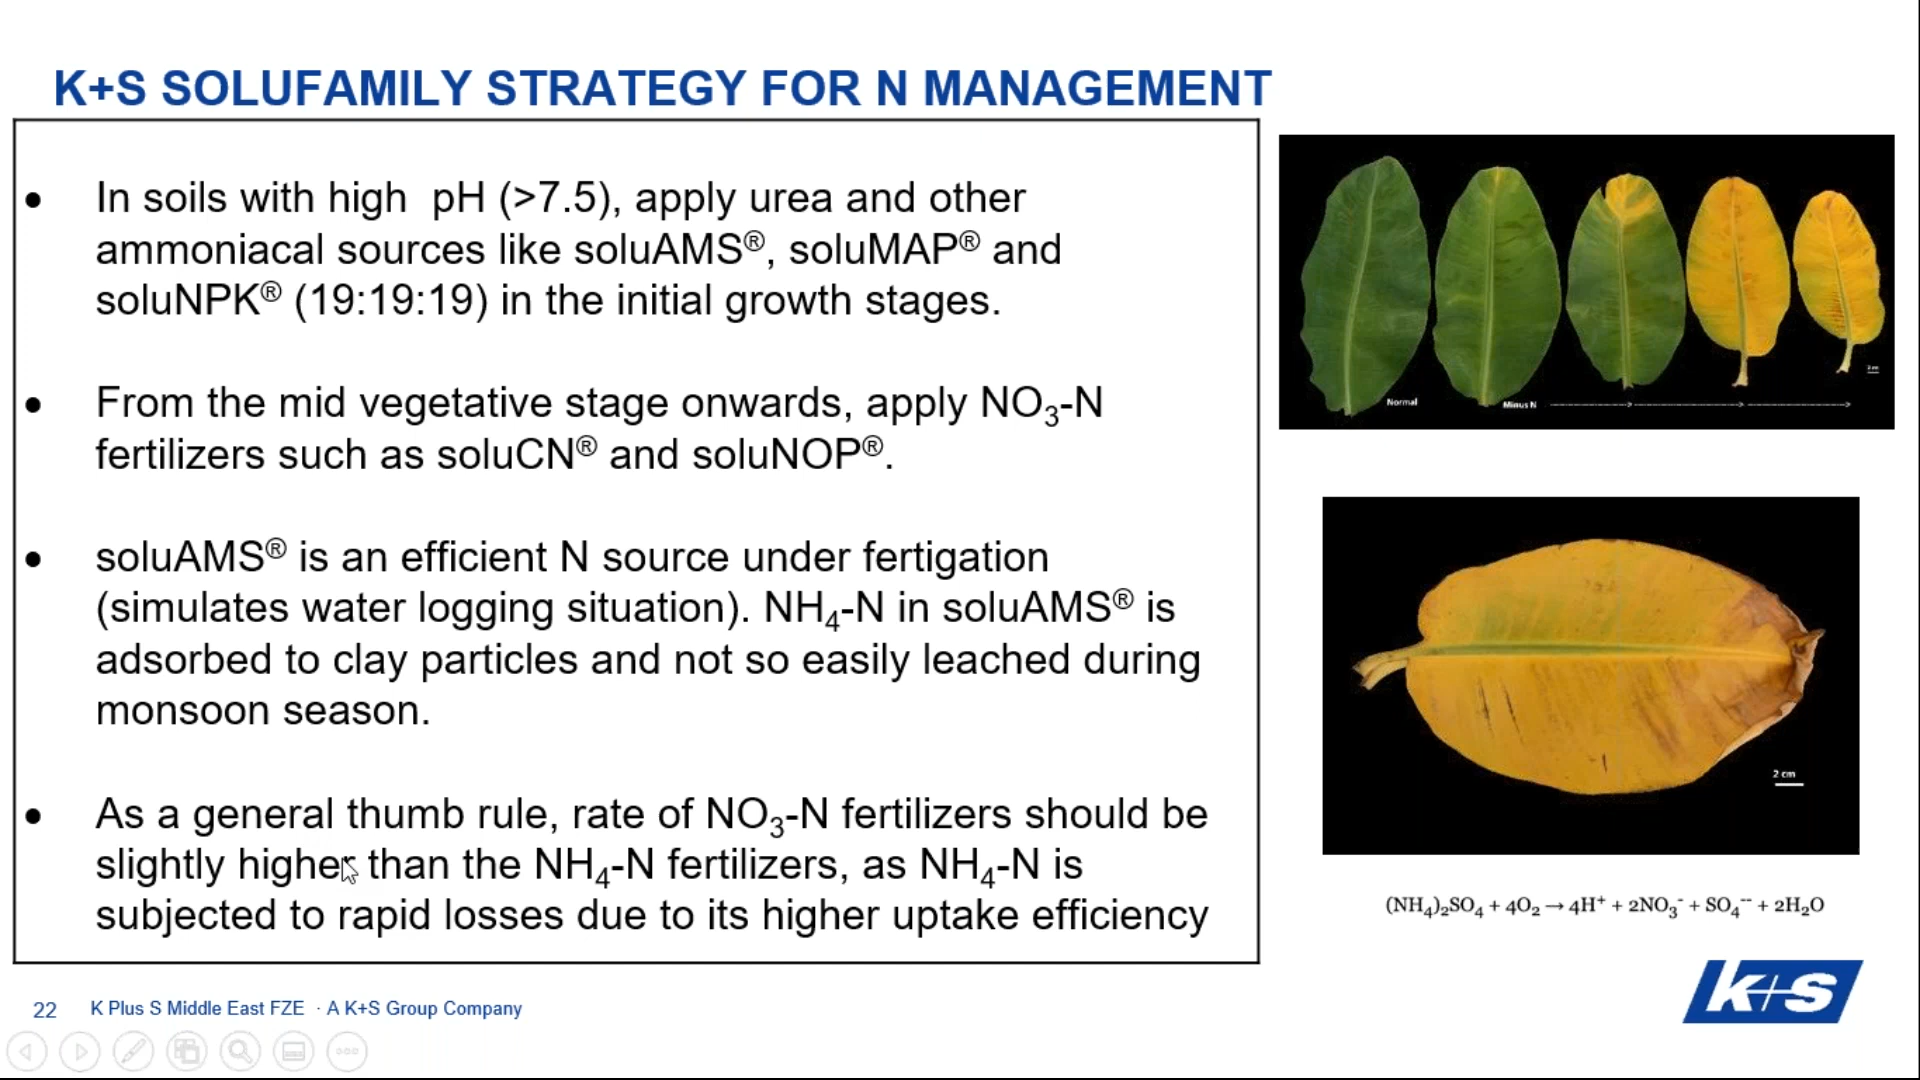 K+S SOLUFAMILY STRATEGY FOR N MANAGEMENT
• In soils with high pH (>7.5), apply urea and other
ammoniacal sources like soluAMS®, soluMAP® and
soluNPK® (19:19:19) in the initial growth stages.
• From the mid vegetative stage onwards, apply NO₃-N
fertilizers such as soluCN® and soluNOP®.
• soluAMS® is an efficient N source under fertigation
(simulates water logging situation). NH₄-N in soluAMS® is
adsorbed to clay particles and not so easily leached during
monsoon season.
• As a general thumb rule, rate of NO₃-N fertilizers should be
slightly higher than the NH₄-N fertilizers, as NH₄-N is
subjected to rapid losses due to its higher uptake efficiency
Normal
Minus N
2 cm
(NH₄)₂SO₄ + 4O₂ → 4H⁺ + 2NO₃⁻ + SO₄⁻⁻ + 2H₂O
K+S
22 K Plus S Middle East FZE · A K+S Group Company